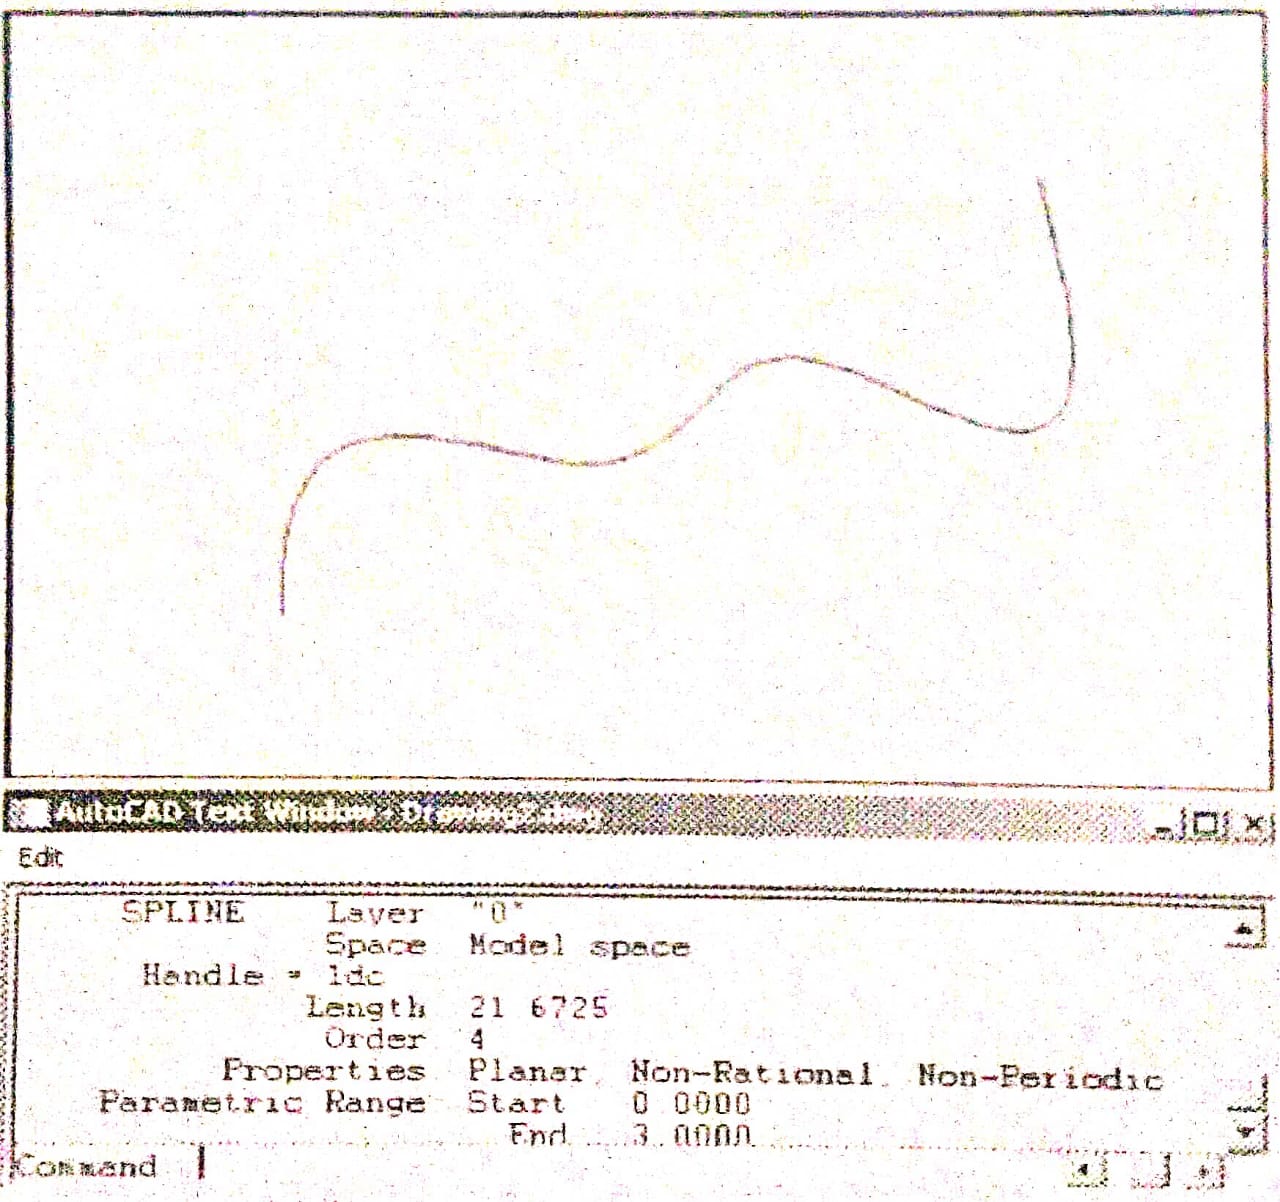 AutoCAD Text Window - Drawing2.dwg
Edit
SPLINE Layer "0"
Space Model space
Handle = 1dc
Length 21 6725
Order 4
Properties Planar, Non-Rational, Non-Periodic
Parametric Range Start 0 0000
End 3.0000
Command